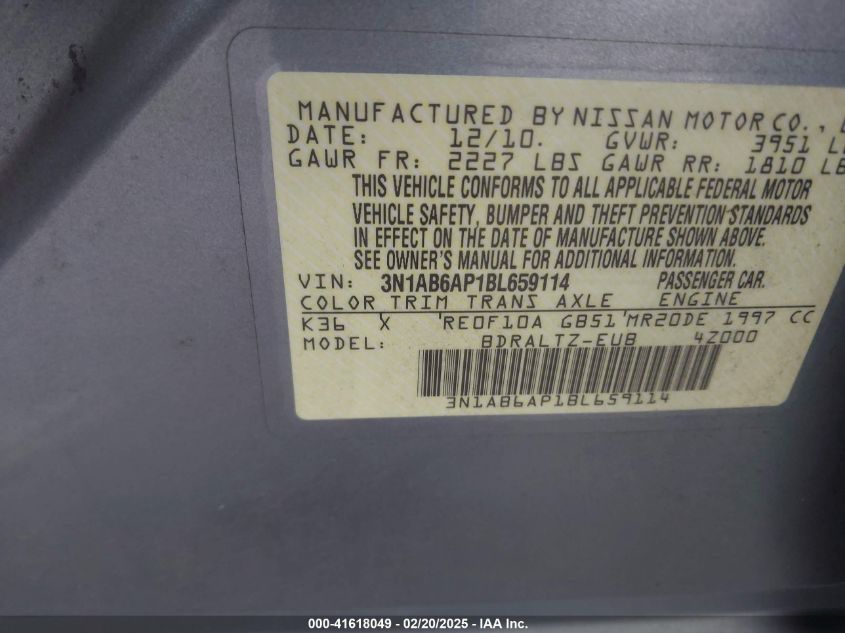 MANUFACTURED BY NISSAN MOTOR CO.,
DATE: 12/10. GVWR: 3951
GAWR FR: 2227 LBS GAWR RR: 1810
THIS VEHICLE CONFORMS TO ALL APPLICABLE FEDERAL MOTOR
VEHICLE SAFETY, BUMPER AND THEFT PREVENTION STANDARDS
IN EFFECT ON THE DATE OF MANUFACTURE SHOWN ABOVE.
SEE OWNER'S MANUAL FOR ADDITIONAL INFORMATION.
VIN: 3N1AB6AP1BL659114 PASSENGER CAR.
COLOR TRIM TRANS AXLE ENGINE
K36 X RE0F10A GB51 MR20DE 1997 CC
MODEL: BDRALTZ-EUB 4Z000
3N1AB6AP1BL659114
000-41618049 - 02/20/2025 - IAA Inc.